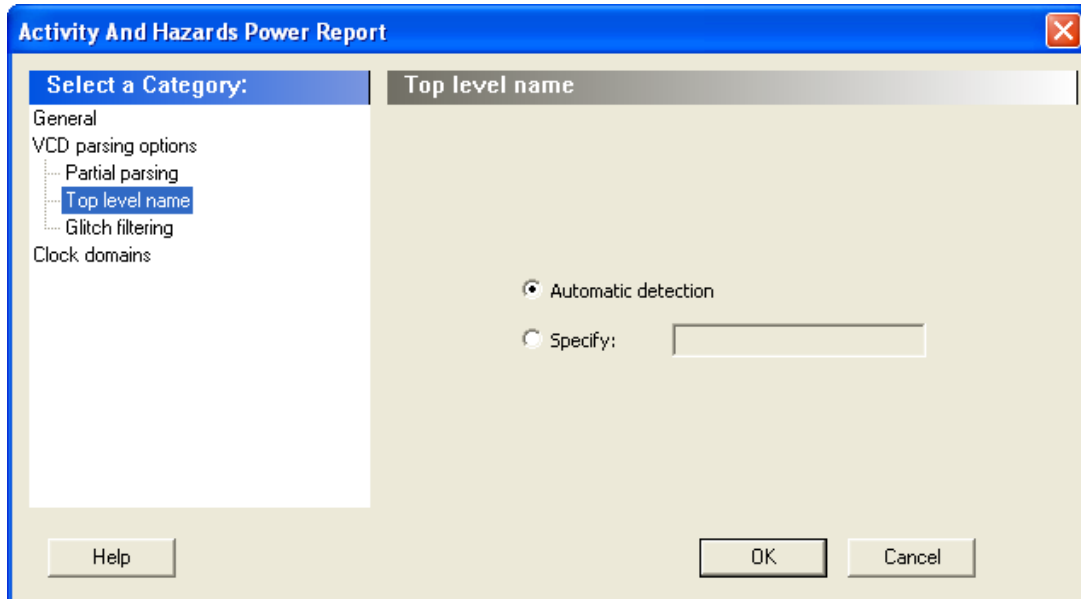 Activity And Hazards Power Report
Select a Category:
General
VCD parsing options
Partial parsing
Top level name
Glitch filtering
Clock domains
Top level name
Automatic detection
Specify:
Help
OK
Cancel